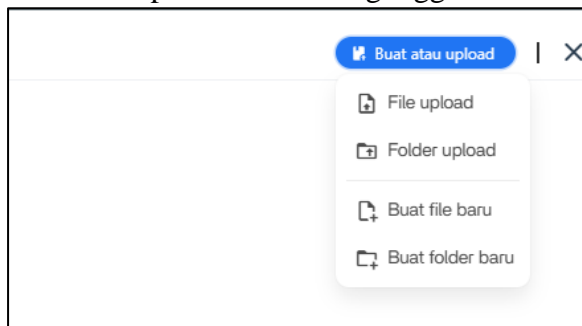 Buat atau upload
File upload
Folder upload
Buat file baru
Buat folder baru